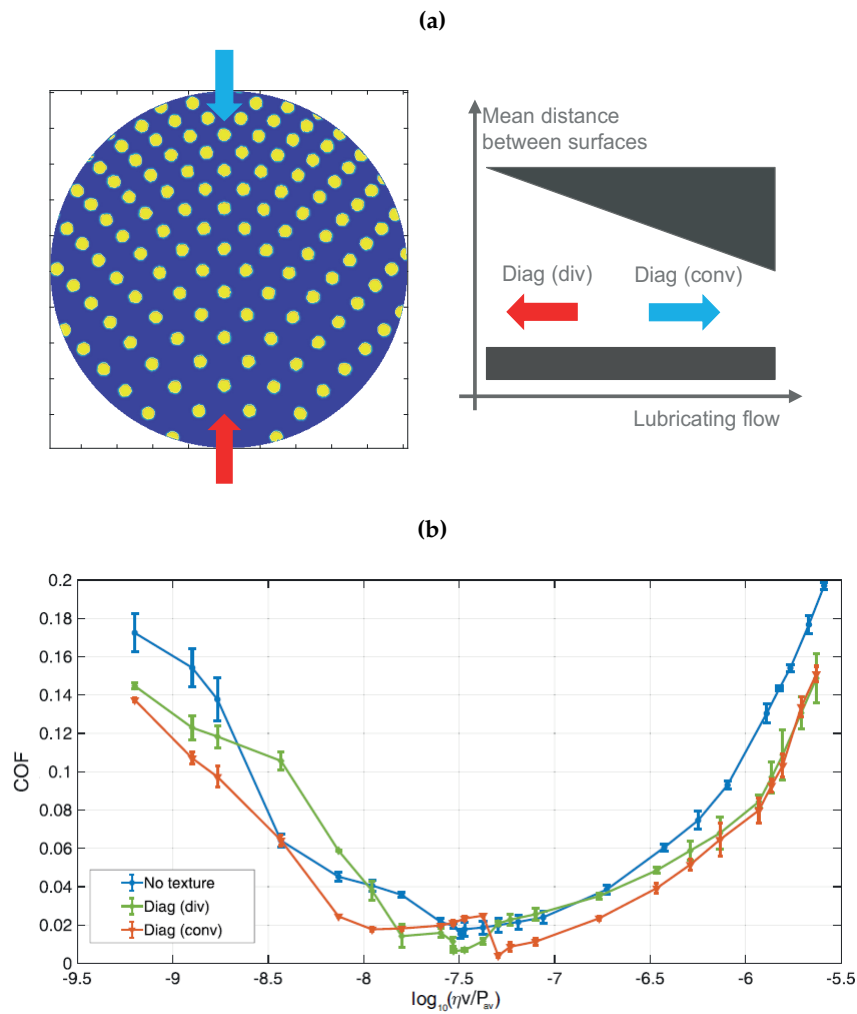 (a)
Mean distance
between surfaces
Diag (div)
Diag (conv)
Lubricating flow
(b)
0.2
0.18
0.16
0.14
0.12
0.1
0.08
0.06
0.04
0.02
0
COF
No texture
Diag (div)
Diag (conv)
-9.5
-9
-8.5
-8
-7.5
-7
-6.5
-6
-5.5
log₁₀(ηv/Pav)